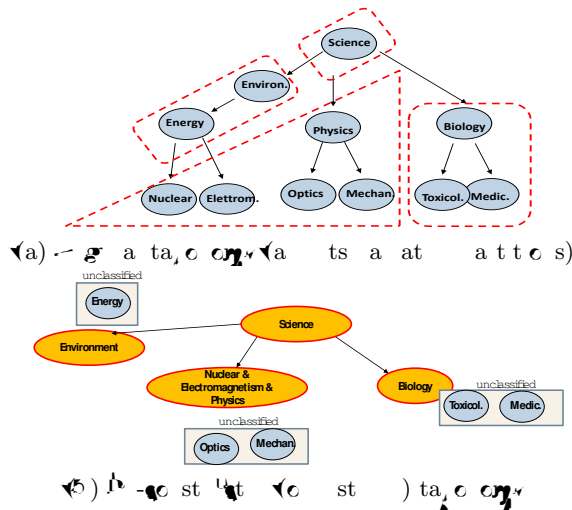 Science
Environ.
Energy
Physics
Biology
Nuclear
Elettrom.
Optics
Mechan.
Toxicol.
Medic.
unclassified
Energy
Science
Environment
Nuclear &
Electromagnetism &
Physics
Biology
unclassified
Toxicol.
Medic.
unclassified
Optics
Mechan.